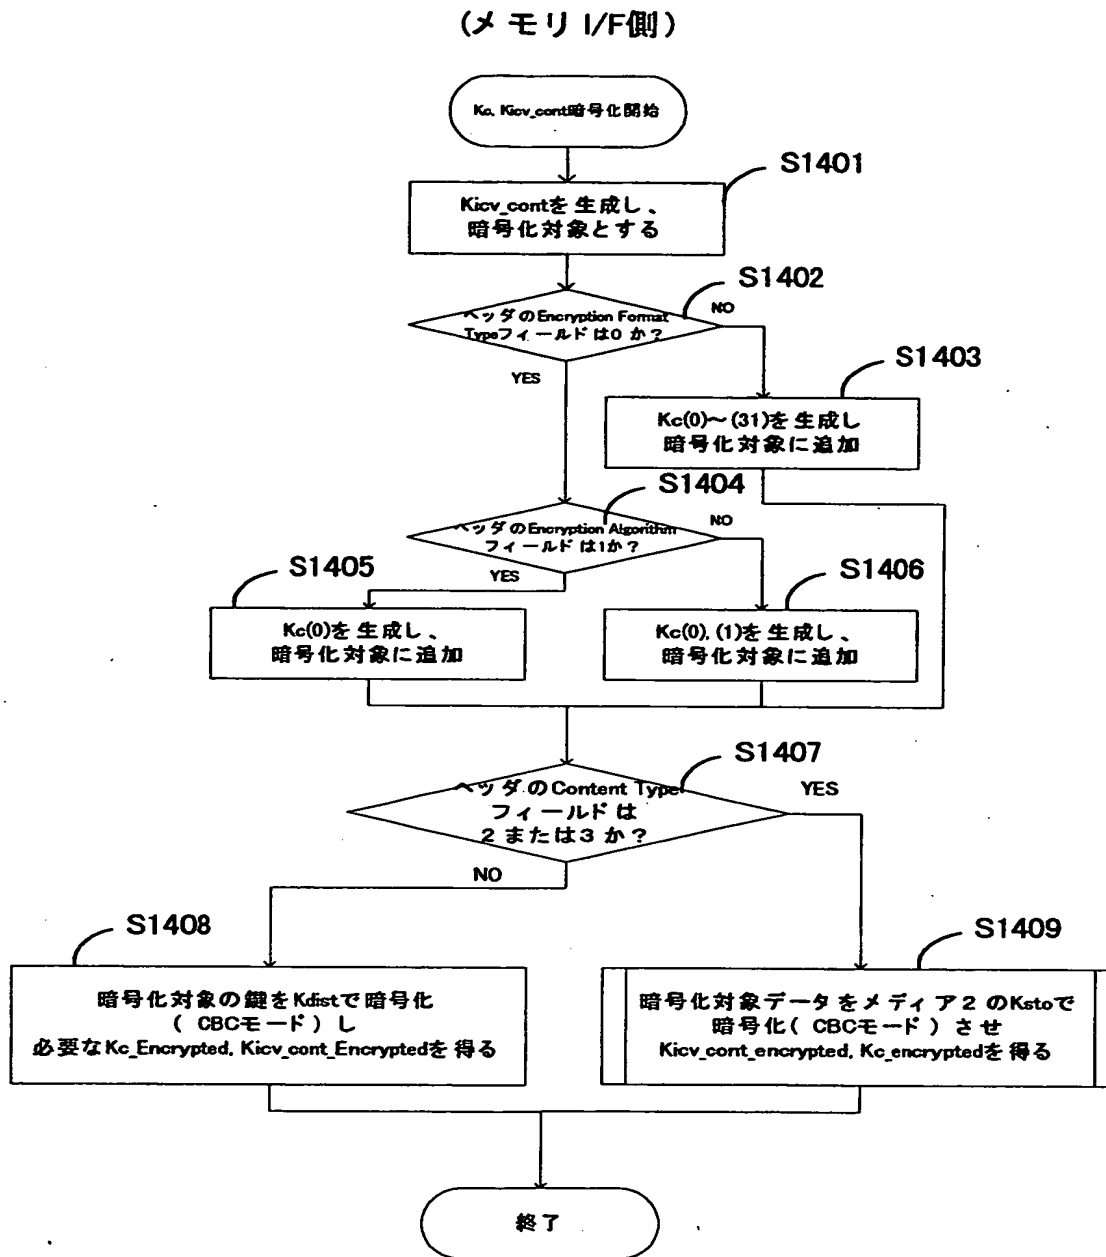 (メモリI/F側)
Kc、Kicv_cont暗号化開始
S1401
Kicv_contを生成し、
暗号化対象とする
S1402
ヘッダのEncryption Format
Typeフィールドは0か?
NO
YES
S1403
Kc(0)~(31)を生成し
暗号化対象に追加
S1404
ヘッダのEncryption Algorithm
フィールドは1か?
NO
YES
S1405
Kc(0)を生成し、
暗号化対象に追加
S1406
Kc(0),(1)を生成し、
暗号化対象に追加
S1407
ヘッダのContent Type
フィールドは
2または3か?
YES
NO
S1408
暗号化対象の鍵をKdistで暗号化
(CBCモード)し
必要なKc_Encrypted, Kicv_cont_Encryptedを得る
S1409
暗号化対象データをメディア2のKstoで
暗号化(CBCモード)させ
Kicv_cont_encrypted, Kc_encryptedを得る
終了